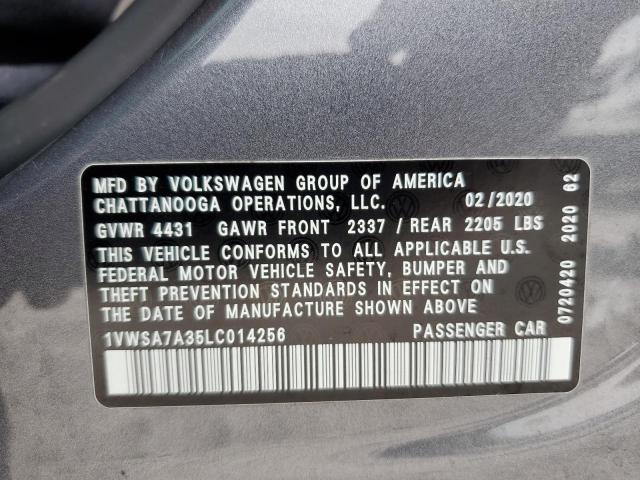 MFD BY VOLKSWAGEN GROUP OF AMERICA
CHATTANOOGA OPERATIONS, LLC. 02/2020
GVWR 4431 GAWR FRONT 2337 / REAR 2205 LBS
THIS VEHICLE CONFORMS TO ALL APPLICABLE U.S.
FEDERAL MOTOR VEHICLE SAFETY, BUMPER AND
THEFT PREVENTION STANDARDS IN EFFECT ON
THE DATE OF MANUFACTURE SHOWN ABOVE
1VWSA7A35LC014256 PASSENGER CAR
0720420 2020 62